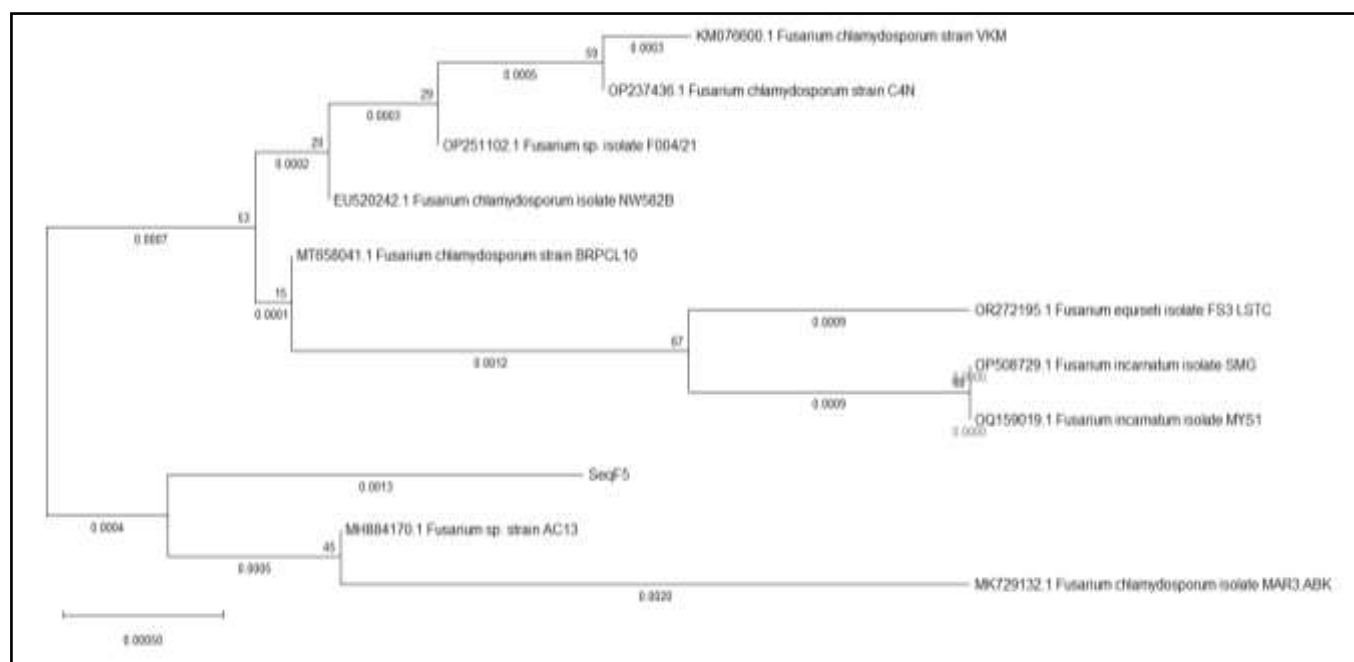 KM076600.1 Fusarium chlamydosporum strain VKM
59
0.0003
0.0005
OP237436.1 Fusarium chlamydosporum strain C4N
29
0.0003
OP251102.1 Fusarium sp. isolate F004/21
28
0.0002
EU520242.1 Fusarium chlamydosporum isolate NW562B
53
0.0007
MT658041.1 Fusarium chlamydosporum strain BRPCL10
15
0.0001
OR272195.1 Fusarium equiseti isolate FS3 LSTC
0.0009
67
0.0012
OP508729.1 Fusarium incarnatum isolate SMG
0.0000
0.0009
OQ159019.1 Fusarium incarnatum isolate MYS1
0.0000
SeqF5
0.0013
0.0004
MH884170.1 Fusarium sp. strain AC13
45
0.0005
MK729132.1 Fusarium chlamydosporum isolate MAR3.ABK
0.0020
0.00050